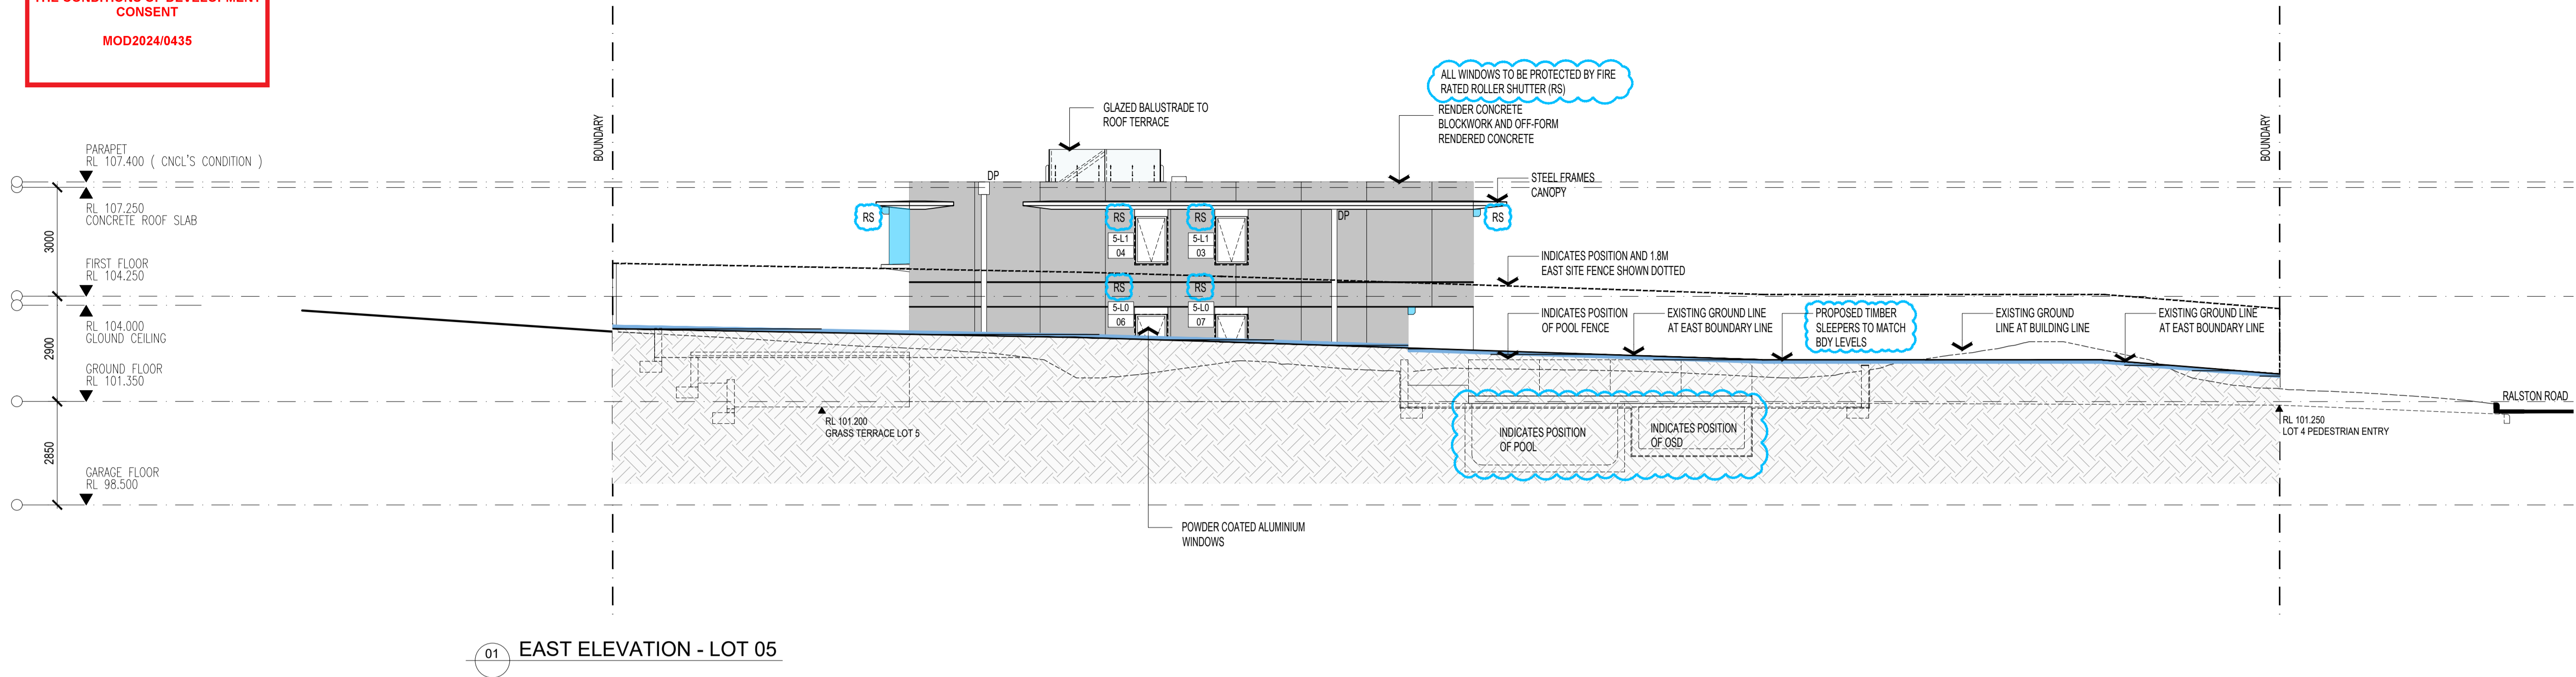 THE CONDITIONS OF DEVELOPMENT
CONSENT
MOD2024/0435
ALL WINDOWS TO BE PROTECTED BY FIRE
RATED ROLLER SHUTTER (RS)
GLAZED BALUSTRADE TO
ROOF TERRACE
RENDER CONCRETE
BLOCKWORK AND OFF-FORM
RENDERED CONCRETE
BOUNDARY
BOUNDARY
PARAPET
RL 107.400 ( CNCL'S CONDITION )
RL 107.250
CONCRETE ROOF SLAB
3000
FIRST FLOOR
RL 104.250
RL 104.000
GLOUND CEILING
2900
GROUND FLOOR
RL 101.350
2850
GARAGE FLOOR
RL 98.500
DP
STEEL FRAMES
CANOPY
RS
RS
RS
DP
RS
5-L1
04
5-L1
03
INDICATES POSITION AND 1.8M
EAST SITE FENCE SHOWN DOTTED
RS
RS
5-L0
06
5-L0
07
INDICATES POSITION
OF POOL FENCE
EXISTING GROUND LINE
AT EAST BOUNDARY LINE
PROPOSED TIMBER
SLEEPERS TO MATCH
BDY LEVELS
EXISTING GROUND
LINE AT BUILDING LINE
EXISTING GROUND LINE
AT EAST BOUNDARY LINE
RALSTON ROAD
RL 101.200
GRASS TERRACE LOT 5
INDICATES POSITION
OF POOL
INDICATES POSITION
OF OSD
RL 101.250
LOT 4 PEDESTRIAN ENTRY
POWDER COATED ALUMINIUM
WINDOWS
01
EAST ELEVATION - LOT 05